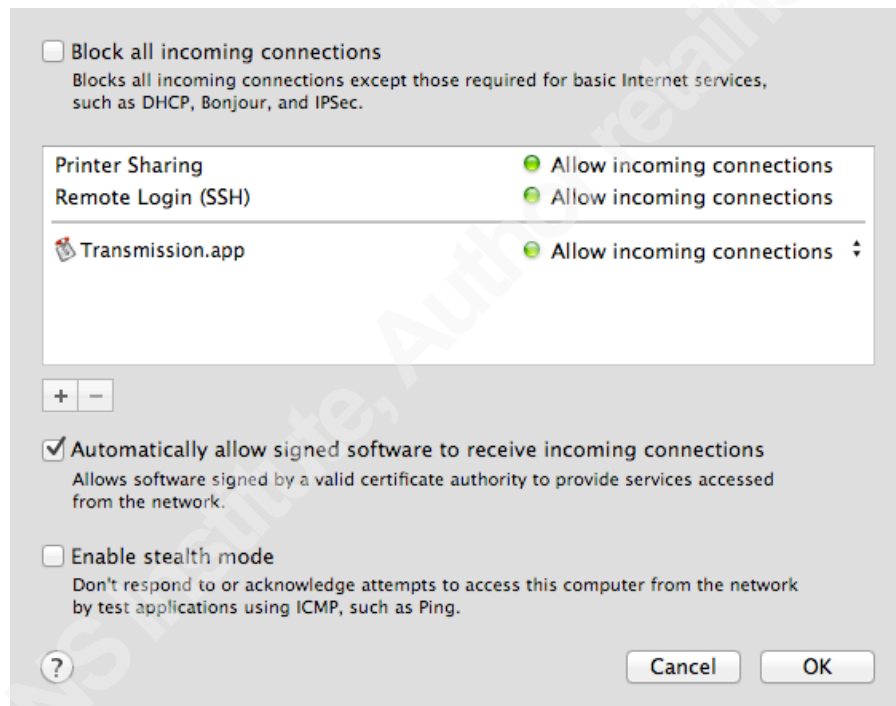 Block all incoming connections
Blocks all incoming connections except those required for basic Internet services,
such as DHCP, Bonjour, and IPSec.
Printer Sharing Allow incoming connections
Remote Login (SSH) Allow incoming connections
Transmission.app Allow incoming connections
+ −
Automatically allow signed software to receive incoming connections
Allows software signed by a valid certificate authority to provide services accessed
from the network.
Enable stealth mode
Don't respond to or acknowledge attempts to access this computer from the network
by test applications using ICMP, such as Ping.
? Cancel OK
NS Institute, Author retain